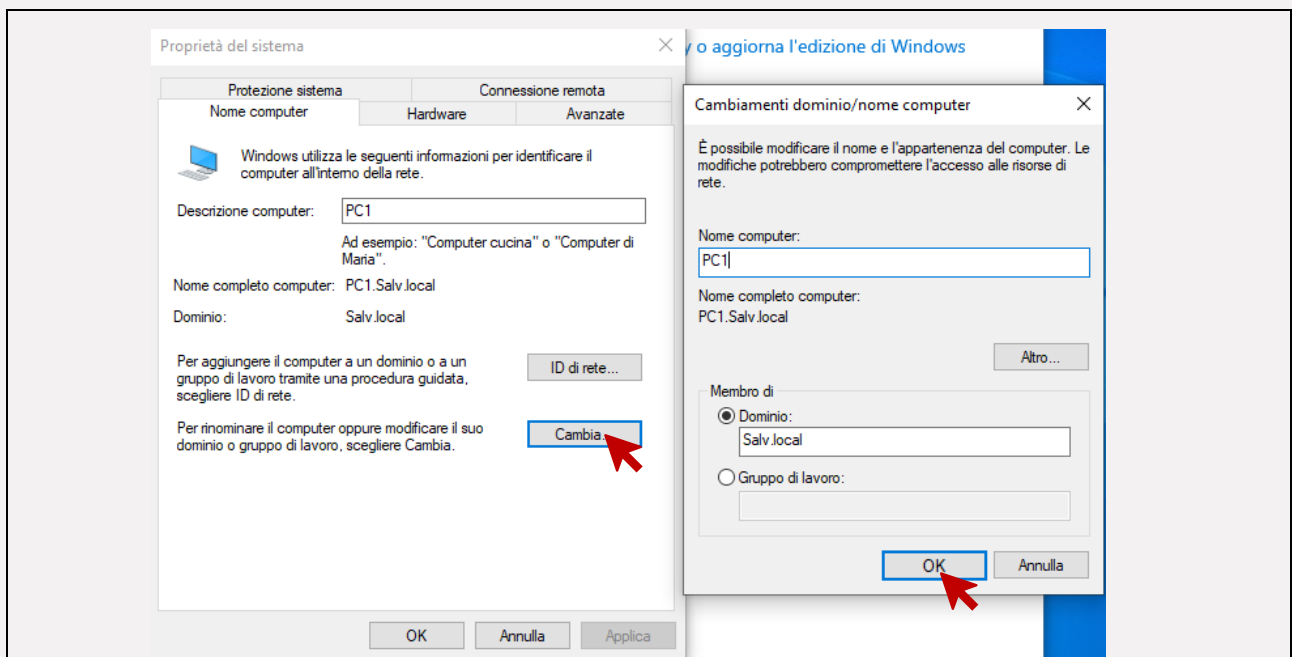 Proprietà del sistema
y o aggiorna l'edizione di Windows
Protezione sistema
Connessione remota
Nome computer
Hardware
Avanzate
Windows utilizza le seguenti informazioni per identificare il
computer all'interno della rete.
Descrizione computer:
PC1
Ad esempio: "Computer cucina" o "Computer di
Maria".
Nome completo computer:
PC1.Salv.local
Dominio:
Salv.local
Per aggiungere il computer a un dominio o a un
gruppo di lavoro tramite una procedura guidata,
scegliere ID di rete.
ID di rete...
Per rinominare il computer oppure modificare il suo
dominio o gruppo di lavoro, scegliere Cambia.
Cambia...
OK
Annulla
Applica
Cambiamenti dominio/nome computer
È possibile modificare il nome e l'appartenenza del computer. Le
modifiche potrebbero compromettere l'accesso alle risorse di
rete.
Nome computer:
PC1
Nome completo computer:
PC1.Salv.local
Altro...
Membro di
Dominio:
Salv.local
Gruppo di lavoro:
OK
Annulla